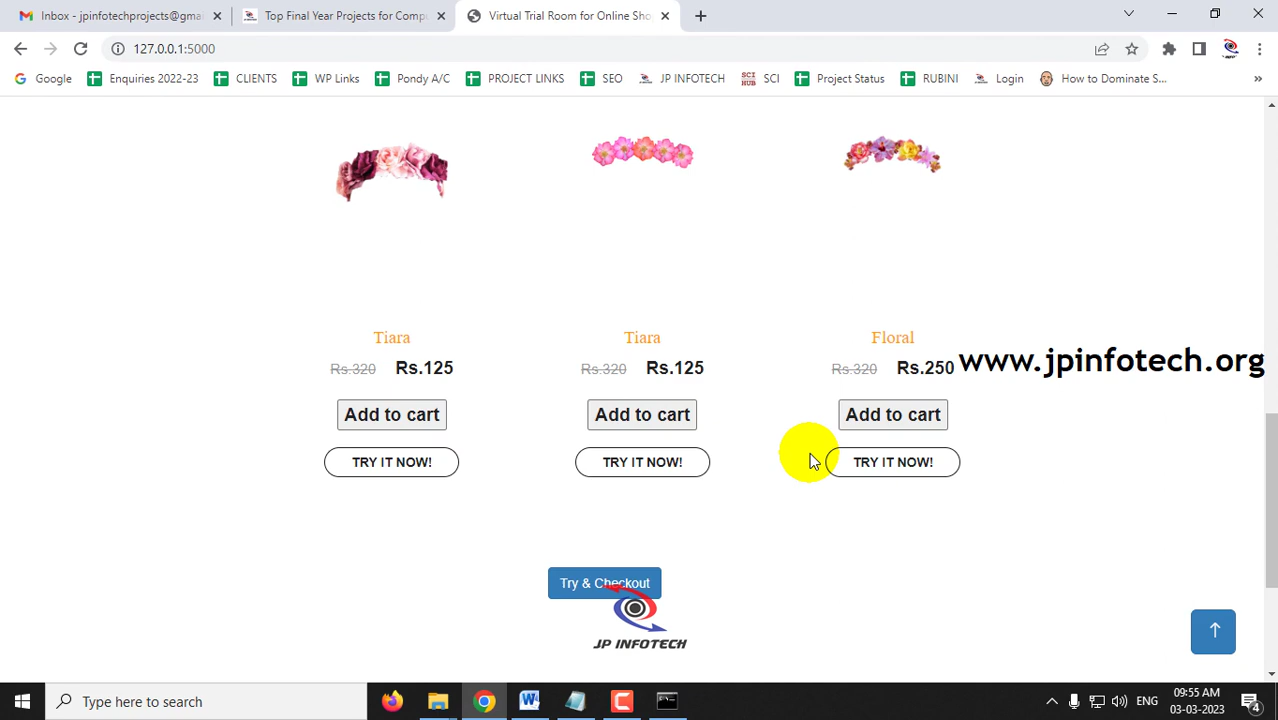 Inbox - jpinfotechprojects@gma
Top Final Year Projects for Comp
Virtual Trial Room for Online Sho
127.0.0.1:5000
Google
Enquiries 2022-23
CLIENTS
WP Links
Pondy A/C
PROJECT LINKS
SEO
JP INFOTECH
SCI HUB
SCI
Project Status
RUBINI
Login
How to Dominate S...
»
Tiara
Tiara
Floral
Rs.320 Rs.125
Rs.320 Rs.125
Rs.320 Rs.250
www.jpinfotech.org
Add to cart
Add to cart
Add to cart
TRY IT NOW!
TRY IT NOW!
TRY IT NOW!
Try & Checkout
JP INFOTECH
Type here to search
ENG
09:55 AM
03-03-2023
4